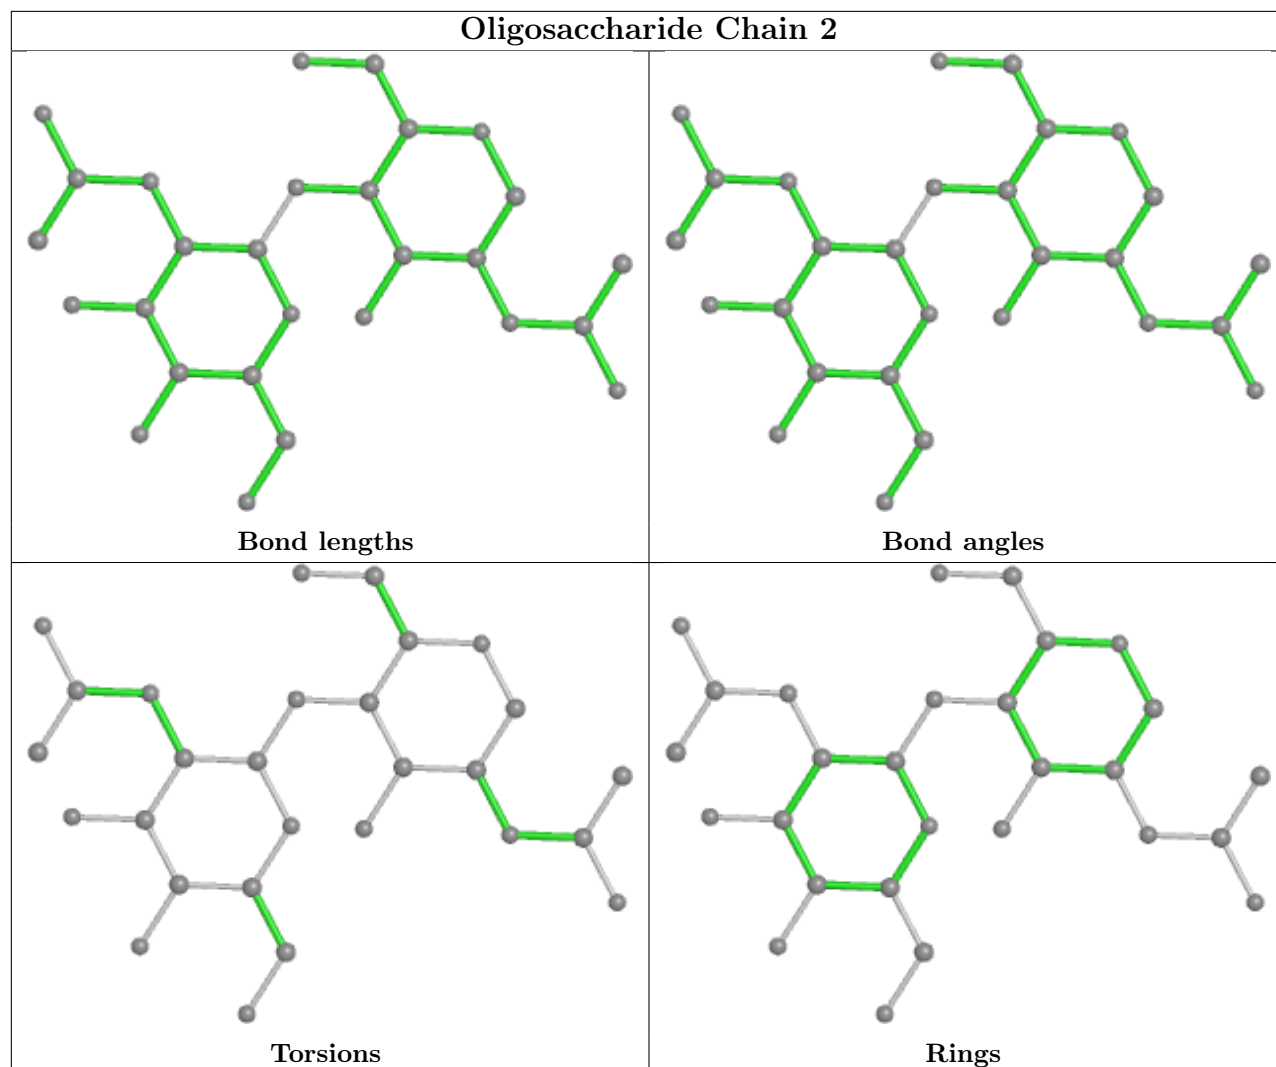 Oligosaccharide Chain 2
Bond lengths
Bond angles
Torsions
Rings